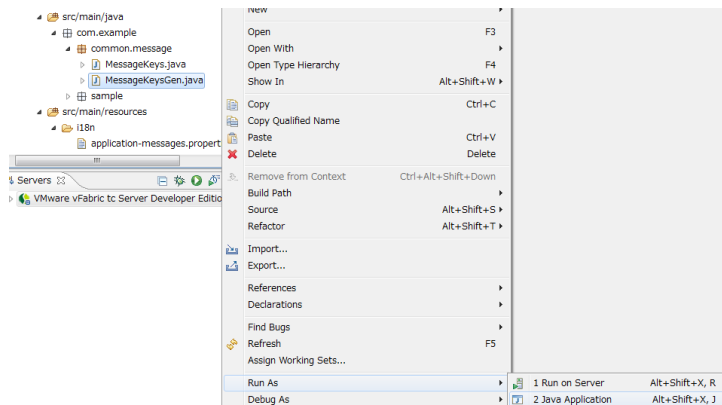 src/main/java
com.example
common.message
MessageKeys.java
MessageKeysGen.java
sample
src/main/resources
i18n
application-messages.propert
Servers
VMware vFabric tc Server Developer Editio
New
Open F3
Open With
Open Type Hierarchy F4
Show In Alt+Shift+W
Copy Ctrl+C
Copy Qualified Name
Paste Ctrl+V
Delete Delete
Remove from Context Ctrl+Alt+Shift+Down
Build Path
Source Alt+Shift+S
Refactor Alt+Shift+T
Import...
Export...
References
Declarations
Find Bugs
Refresh F5
Assign Working Sets...
Run As
Debug As
1 Run on Server Alt+Shift+X, R
2 Java Application Alt+Shift+X, J